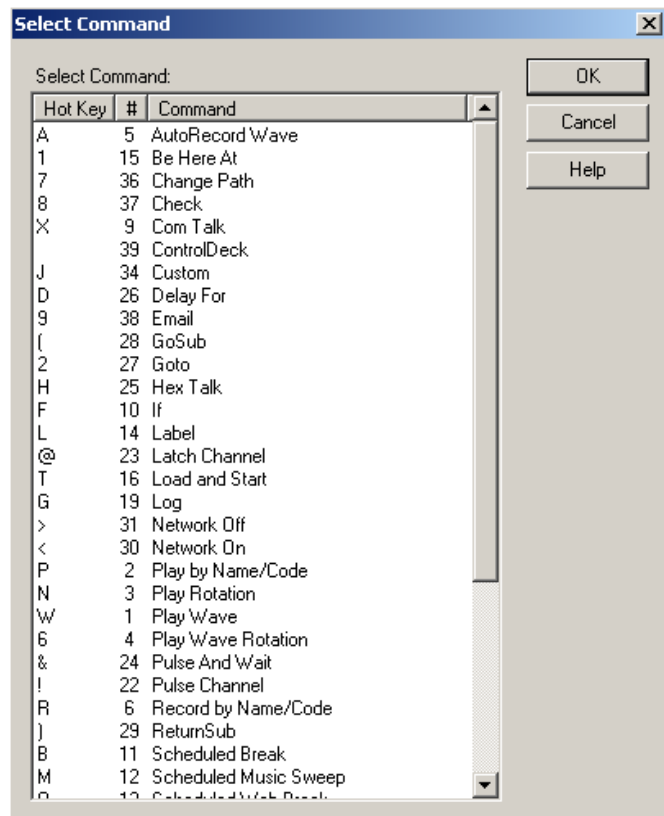 Select Command
Select Command:
OK
Cancel
Help
Hot Key # Command
A 5 AutoRecord Wave
1 15 Be Here At
7 36 Change Path
8 37 Check
X 9 Com Talk
39 ControlDeck
J 34 Custom
D 26 Delay For
9 38 Email
( 28 GoSub
2 27 Goto
H 25 Hex Talk
F 10 If
L 14 Label
@ 23 Latch Channel
T 16 Load and Start
G 19 Log
> 31 Network Off
< 30 Network On
P 2 Play by Name/Code
N 3 Play Rotation
W 1 Play Wave
6 4 Play Wave Rotation
& 24 Pulse And Wait
! 22 Pulse Channel
R 6 Record by Name/Code
) 29 ReturnSub
B 11 Scheduled Break
M 12 Scheduled Music Sweep